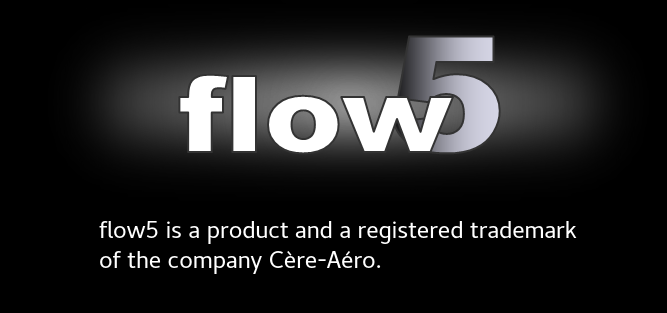 flow5
flow5 is a product and a registered trademark
of the company Cère-Aéro.